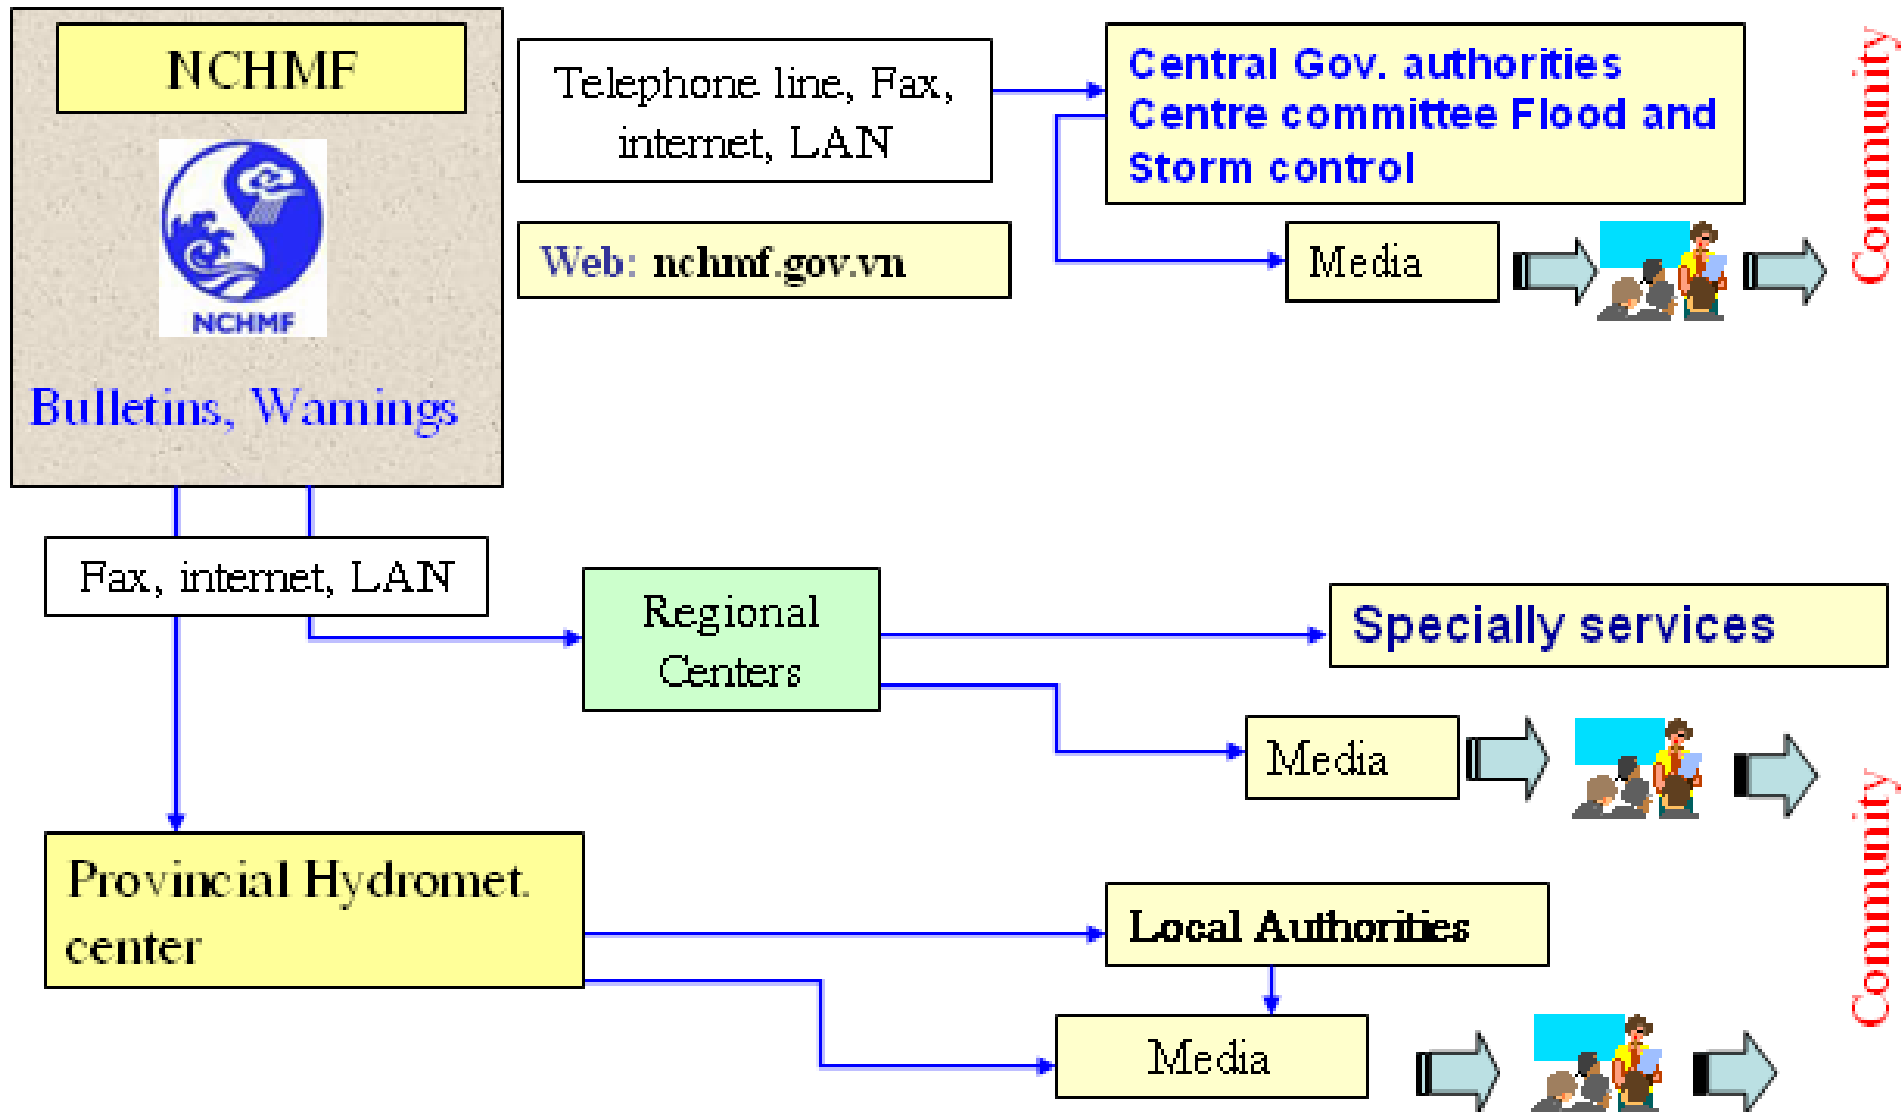 NCHMF
NCHMF
Bulletins, Warnings
Telephone line, Fax,
internet, LAN
Web: nchmf.gov.vn
Central Gov. authorities
Centre committee Flood and
Storm control
Media
Community
Fax, internet, LAN
Regional
Centers
Specially services
Media
Provincial Hydromet.
center
Local Authorities
Media
Community